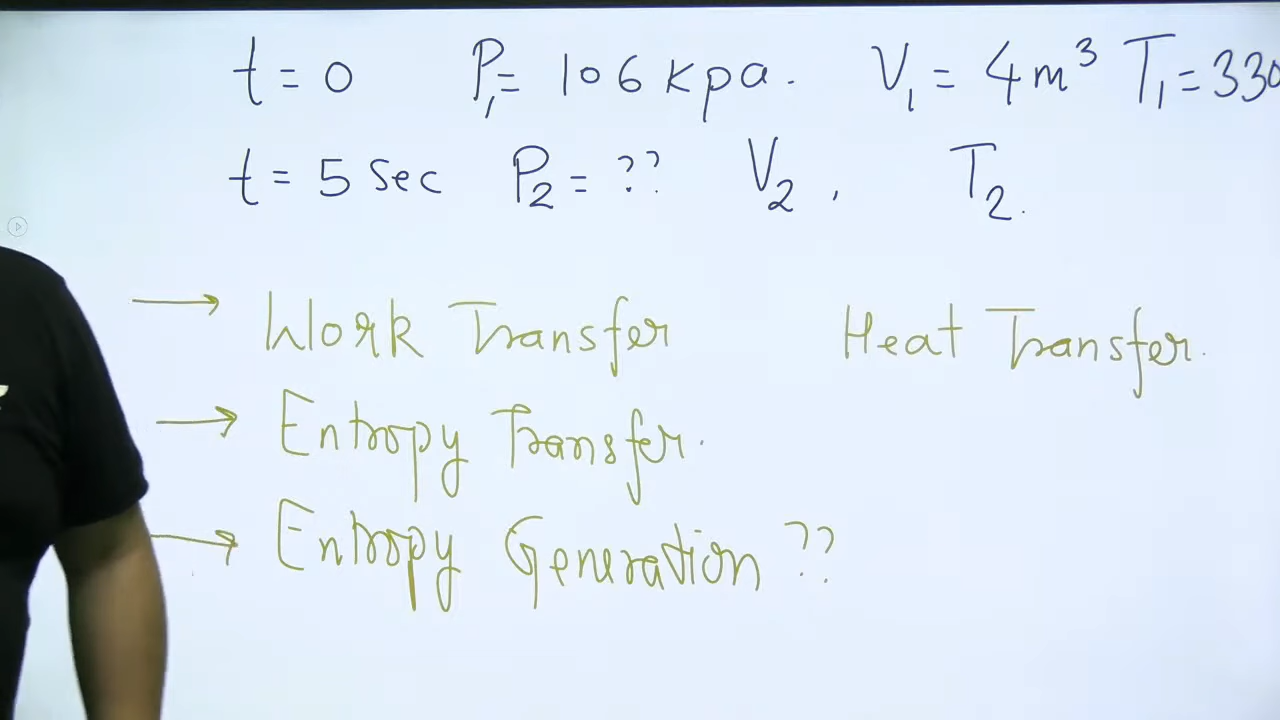 t = 0 P₁ = 106 kpa. V₁ = 4 m³ T₁ = 330
t = 5 Sec P₂ = ?? V₂ , T₂.
→ Work Transfer Heat Transfer.
→ Entropy Transfer.
→ Entropy Generation ??